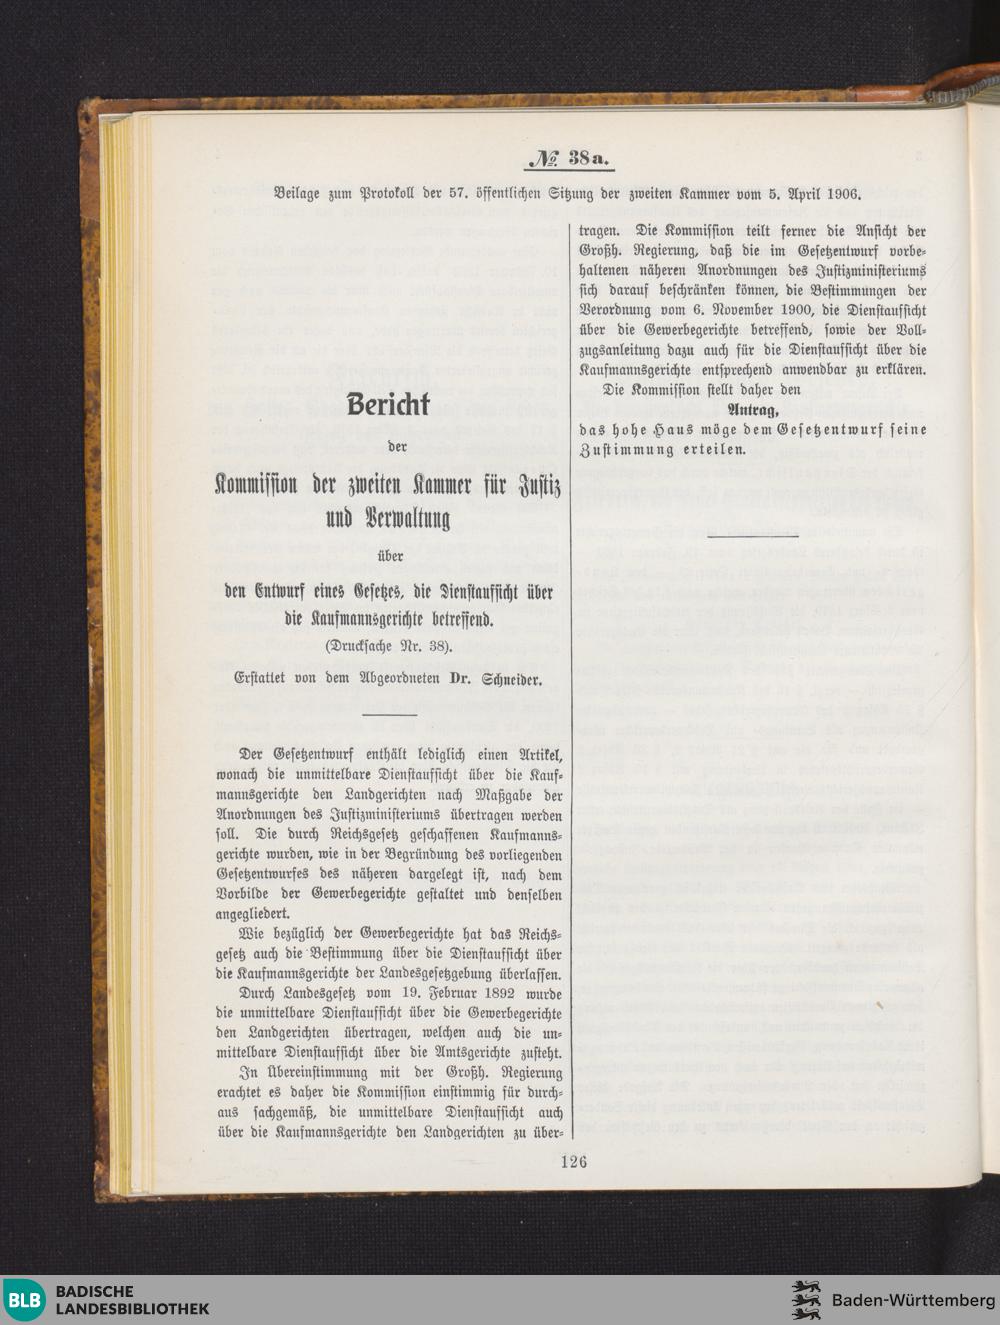 № 38a.
Beilage zum Protokoll der 57. öffentlichen Sitzung der zweiten Kammer vom 5. April 1906.
Bericht
der
Kommission der zweiten Kammer für Justiz
und Verwaltung
über
den Entwurf eines Gesetzes, die Dienstaufsicht über
die Kaufmannsgerichte betreffend.
(Drucksache Nr. 38).
Erstattet von dem Abgeordneten Dr. Schneider.
Der Gesetzentwurf enthält lediglich einen Artikel,
wonach die unmittelbare Dienstaufsicht über die Kauf-
mannsgerichte den Landgerichten nach Maßgabe der
Anordnungen des Justizministeriums übertragen werden
soll. Die durch Reichsgesetz geschaffenen Kaufmanns-
gerichte wurden, wie in der Begründung des vorliegenden
Gesetzentwurfes des näheren dargelegt ist, nach dem
Vorbilde der Gewerbegerichte gestaltet und denselben
angegliedert.
Wie bezüglich der Gewerbegerichte hat das Reichs-
gesetz auch die Bestimmung über die Dienstaufsicht über
die Kaufmannsgerichte der Landesgesetzgebung überlassen.
Durch Landesgesetz vom 19. Februar 1892 wurde
die unmittelbare Dienstaufsicht über die Gewerbegerichte
den Landgerichten übertragen, welchen auch die un-
mittelbare Dienstaufsicht über die Amtsgerichte zusteht.
In Übereinstimmung mit der Großh. Regierung
erachtet es daher die Kommission einstimmig für durch-
aus sachgemäß, die unmittelbare Dienstaufsicht auch
über die Kaufmannsgerichte den Landgerichten zu über-
tragen. Die Kommission teilt ferner die Ansicht der
Großh. Regierung, daß die im Gesetzentwurf vorbe-
haltenen näheren Anordnungen des Justizministeriums
sich darauf beschränken können, die Bestimmungen der
Verordnung vom 6. November 1900, die Dienstaufsicht
über die Gewerbegerichte betreffend, sowie der Voll-
zugsanleitung dazu auch für die Dienstaufsicht über die
Kaufmannsgerichte entsprechend anwendbar zu erklären.
Die Kommission stellt daher den
Antrag,
das hohe Haus möge dem Gesetzentwurf seine
Zustimmung erteilen.
126
BLB BADISCHE
LANDESBIBLIOTHEK
Baden-Württemberg